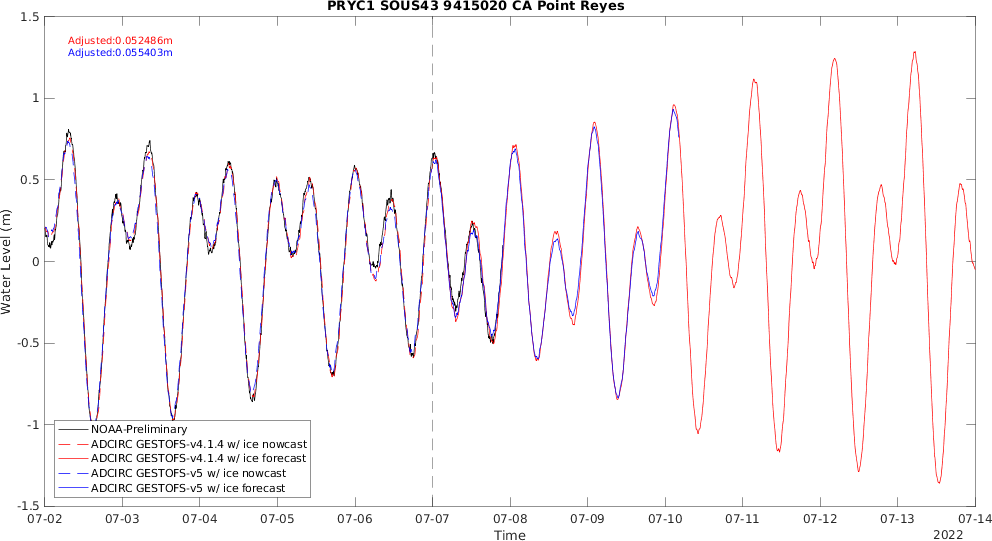 PRYC1 SOUS43 9415020 CA Point Reyes
Adjusted:0.052486m
Adjusted:0.055403m
1.5
1
0.5
0
-0.5
-1
-1.5
Water Level (m)
NOAA-Preliminary
ADCIRC GESTOFS-v4.1.4 w/ ice nowcast
ADCIRC GESTOFS-v4.1.4 w/ ice forecast
ADCIRC GESTOFS-v5 w/ ice nowcast
ADCIRC GESTOFS-v5 w/ ice forecast
07-02 07-03 07-04 07-05 07-06 07-07 07-08 07-09 07-10 07-11 07-12 07-13 07-14
Time
2022